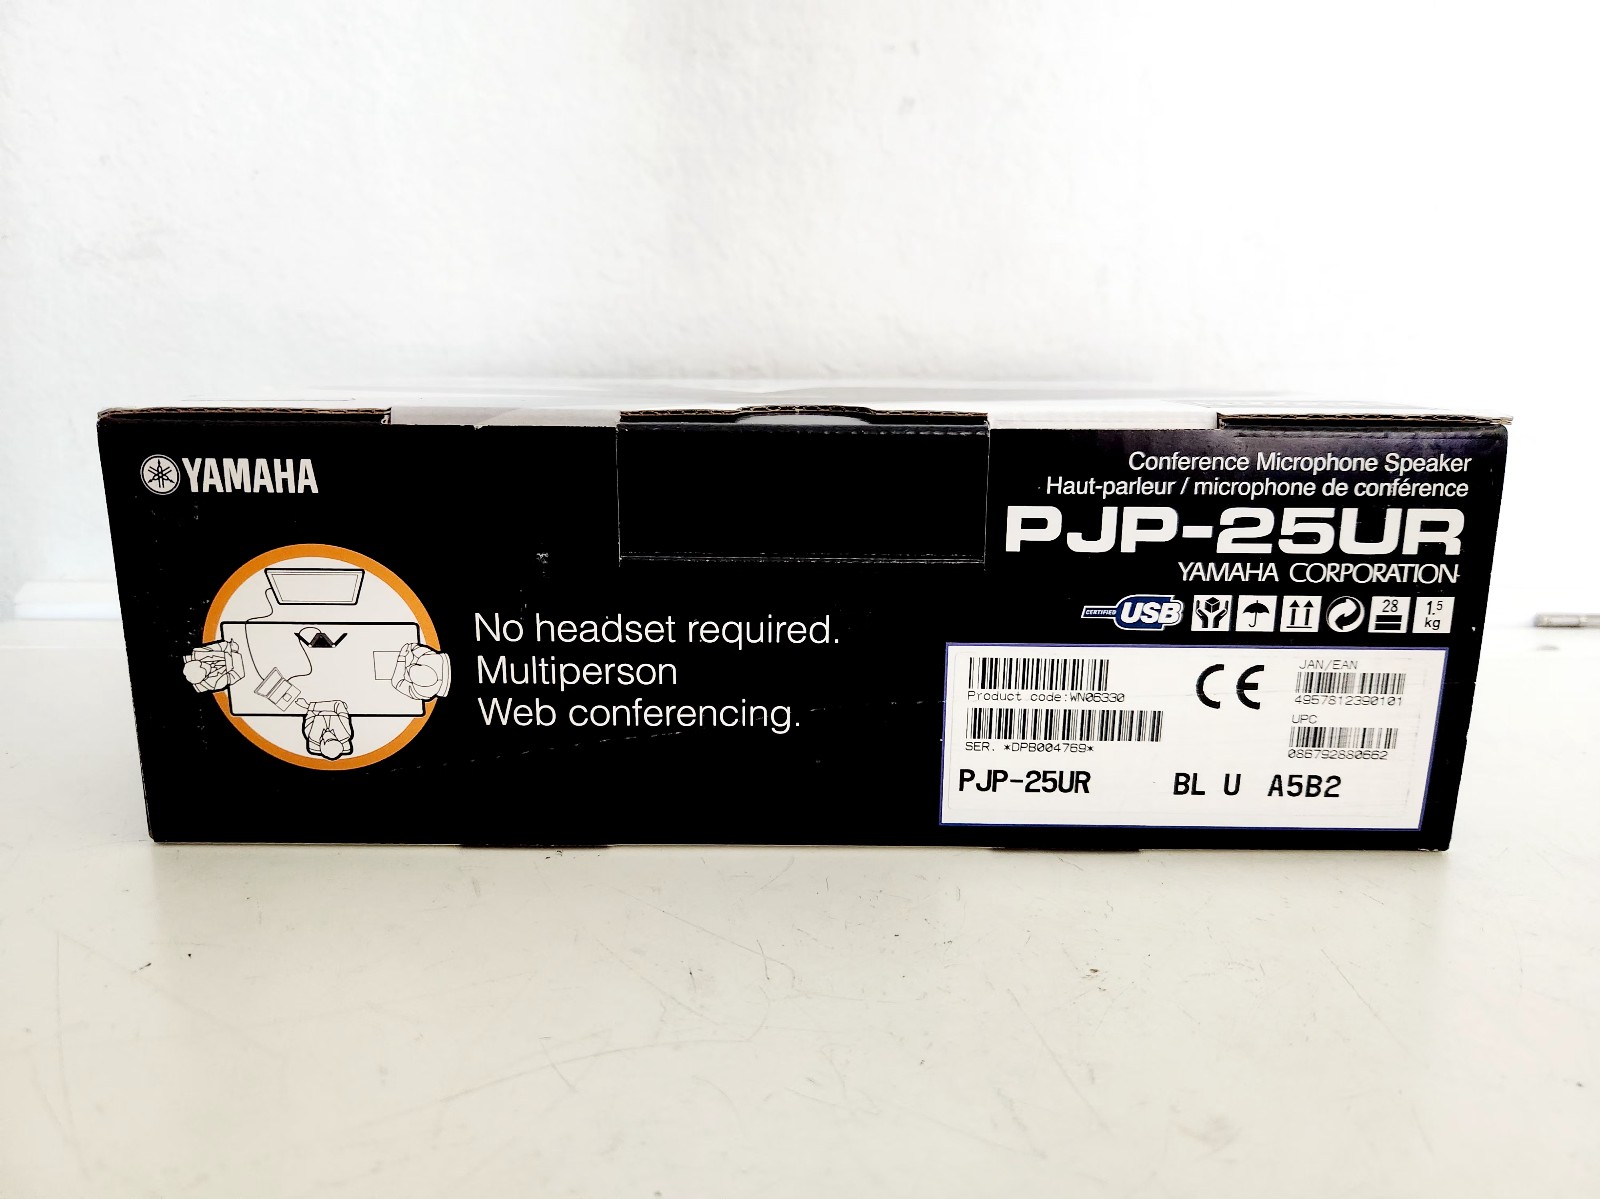 YAMAHA
Conference Microphone Speaker
Haut-parleur / microphone de conférence
PJP-25UR
YAMAHA CORPORATION
CERTIFIED USB
28
1.5
kg
No headset required.
Multiperson
Web conferencing.
Product code:WN06330
SER. *DPB004769*
CE
JAN/EAN
4957812390101
UPC
086792880662
PJP-25UR BL U A5B2